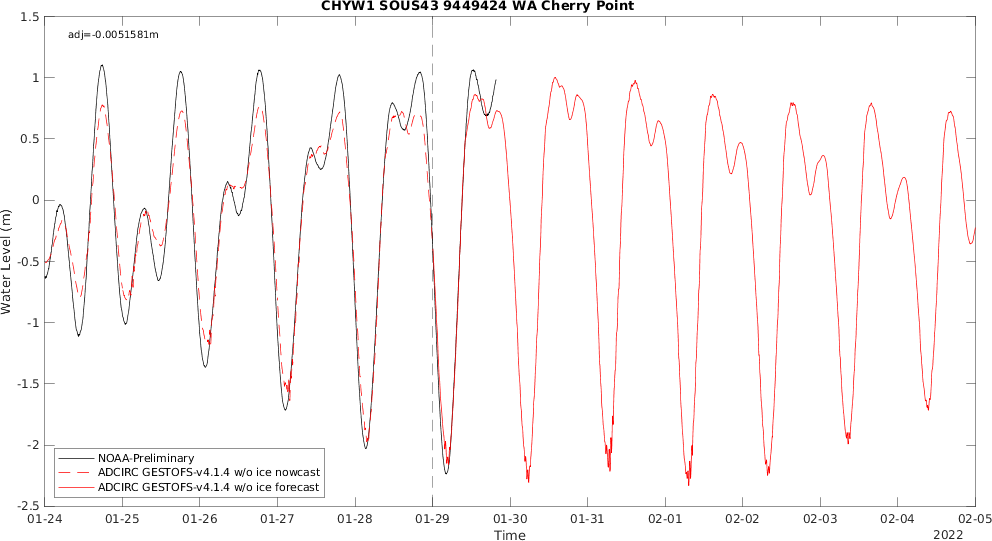 CHYW1 SOUS43 9449424 WA Cherry Point
adj=-0.0051581m
1.5
1
0.5
0
-0.5
-1
-1.5
-2
-2.5
Water Level (m)
NOAA-Preliminary
ADCIRC GESTOFS-v4.1.4 w/o ice nowcast
ADCIRC GESTOFS-v4.1.4 w/o ice forecast
01-24 01-25 01-26 01-27 01-28 01-29 01-30 01-31 02-01 02-02 02-03 02-04 02-05
Time
2022